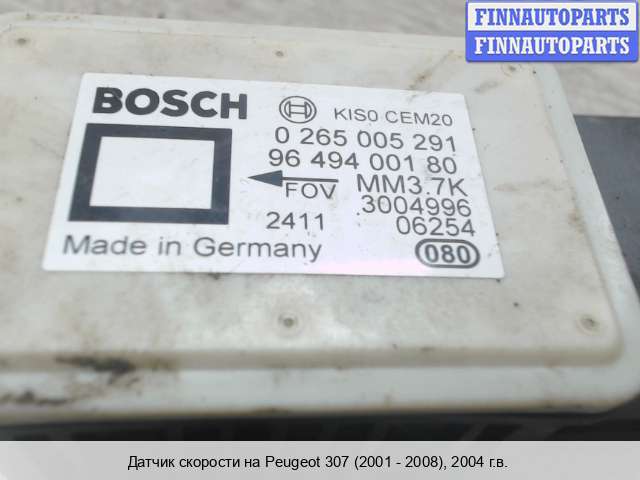 FINNAUTOPARTS
FINNAUTOPARTS
BOSCH
KIS0 CEM20
0 265 005 291
96 494 001 80
FOV MM3.7K
3004996
2411 06254
Made in Germany 080
Датчик скорости на Peugeot 307 (2001 - 2008), 2004 г.в.